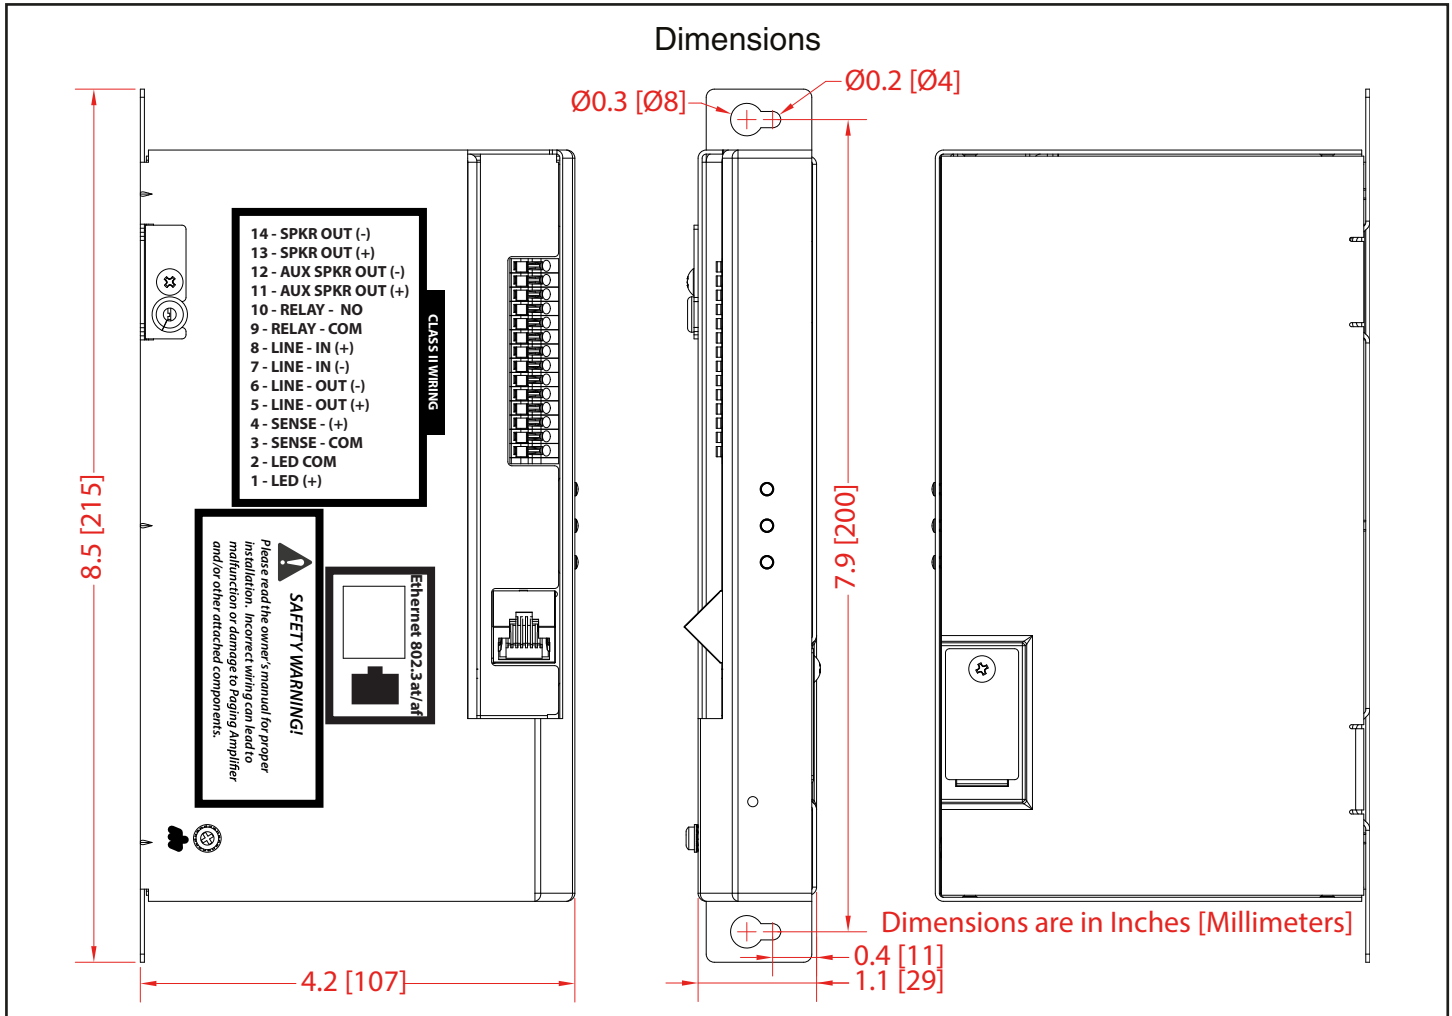 Dimensions
Ø0.3 [Ø8]
Ø0.2 [Ø4]
14 - SPKR OUT (-)
13 - SPKR OUT (+)
12 - AUX SPKR OUT (-)
11 - AUX SPKR OUT (+)
10 - RELAY - NO
9 - RELAY - COM
8 - LINE - IN (+)
7 - LINE - IN (-)
6 - LINE - OUT (-)
5 - LINE - OUT (+)
4 - SENSE - (+)
3 - SENSE - COM
2 - LED COM
1 - LED (+)
CLASS II WIRING
8.5 [215]
7.9 [200]
SAFETY WARNING!
Please read the owner's manual for proper
installation. Incorrect wiring can lead to
malfunction or damage to Paging Amplifier
and/or other attached components.
Ethernet 802.3at/af
Dimensions are in Inches [Millimeters]
0.4 [11]
1.1 [29]
4.2 [107]